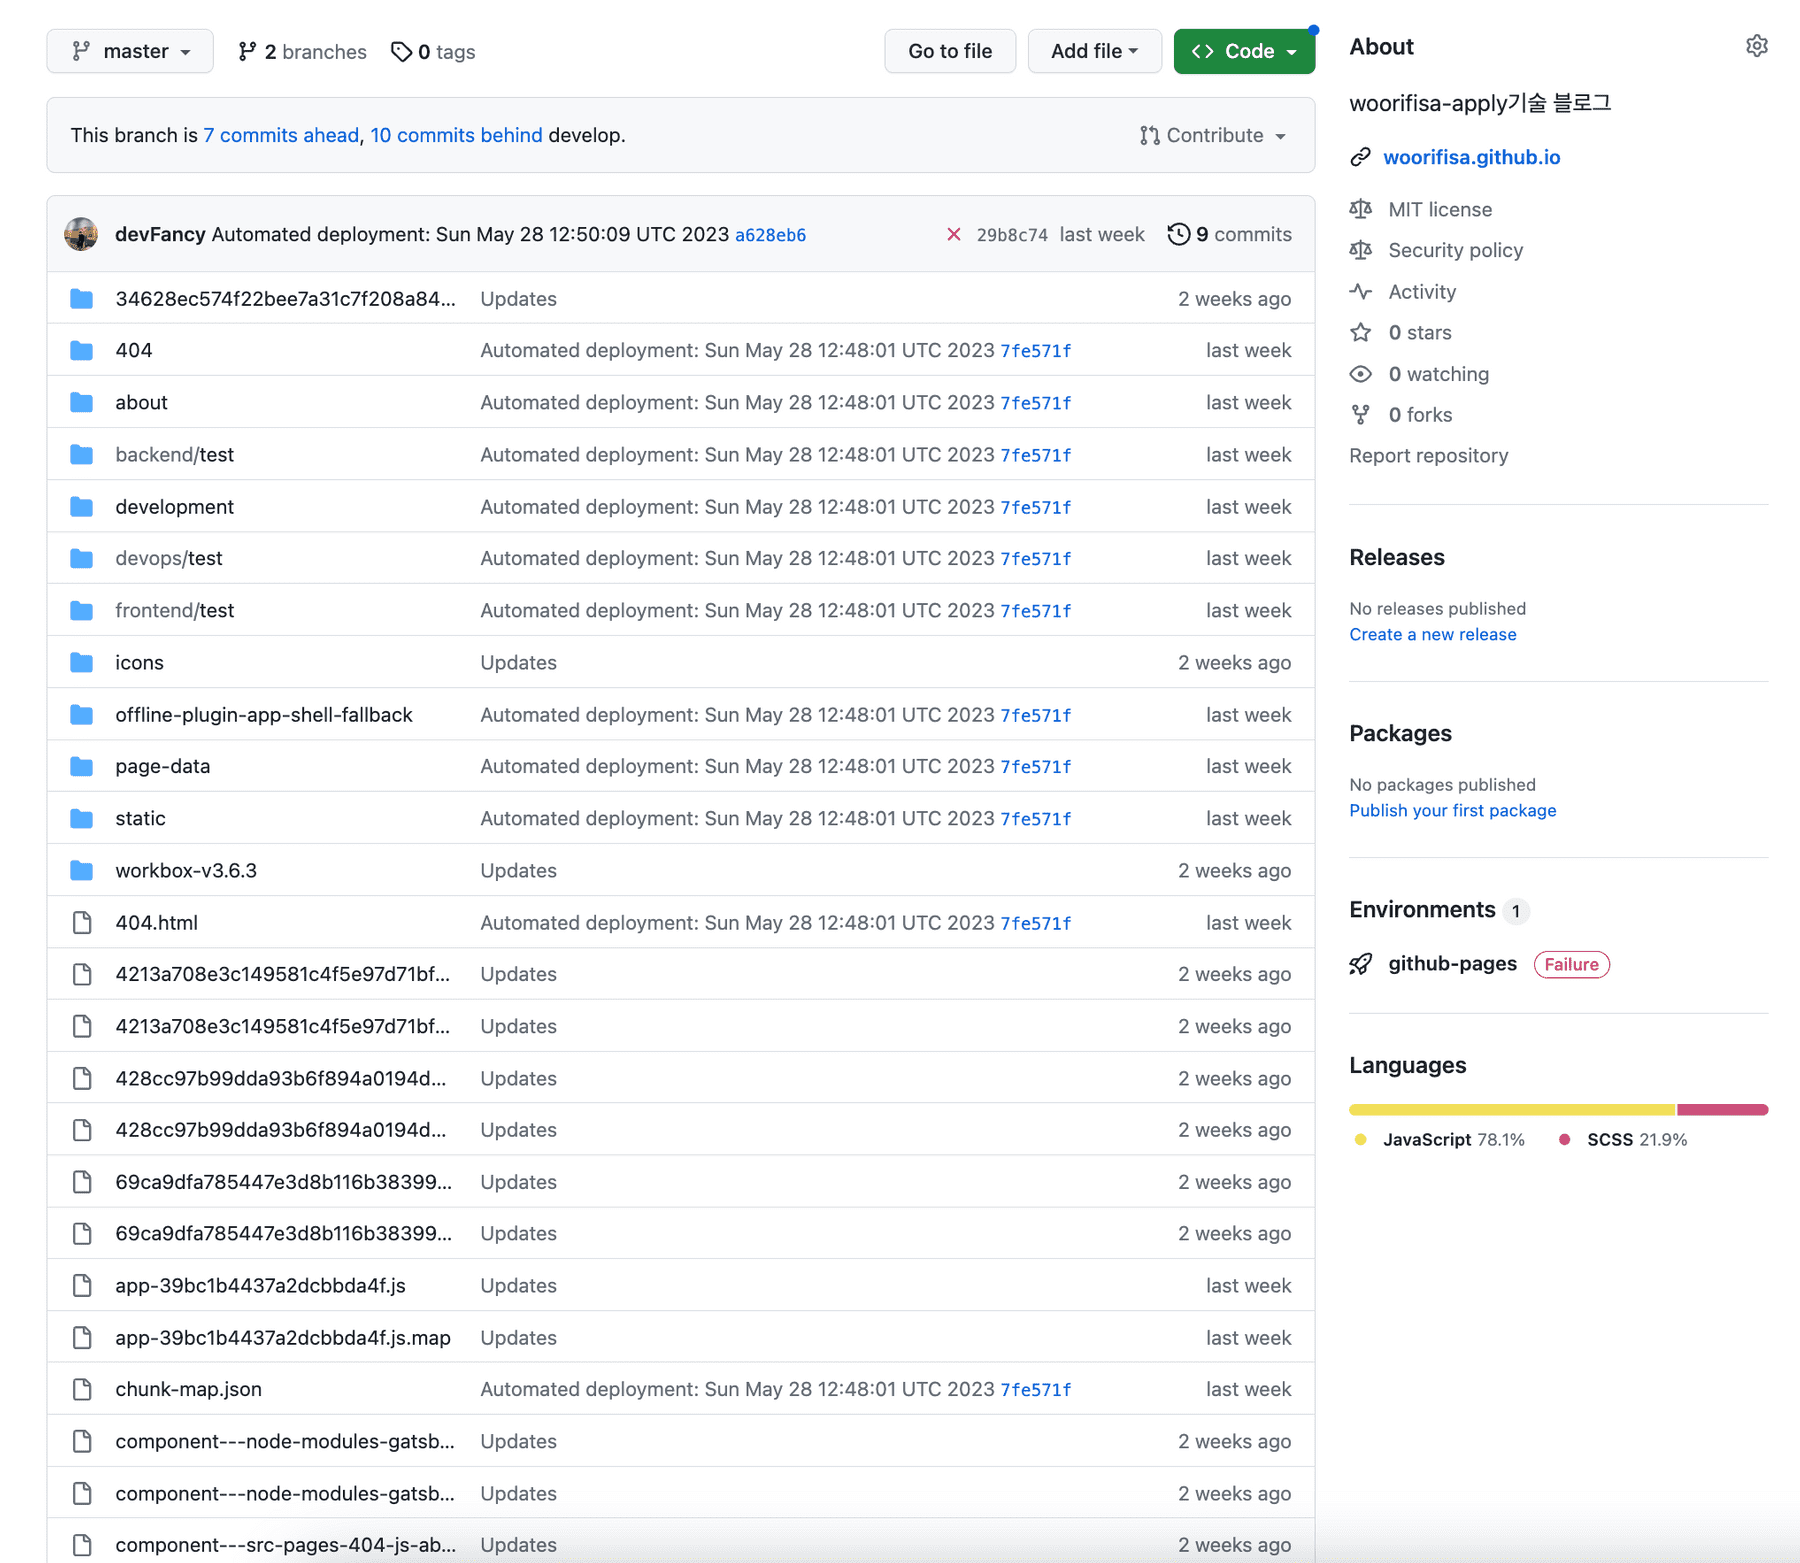 master
2 branches
0 tags
Go to file
Add file
Code
This branch is 7 commits ahead, 10 commits behind develop.
Contribute
devFancy Automated deployment: Sun May 28 12:50:09 UTC 2023 a628eb6
29b8c74 last week
9 commits
34628ec574f22bee7a31c7f208a84... Updates 2 weeks ago
404 Automated deployment: Sun May 28 12:48:01 UTC 2023 7fe571f last week
about Automated deployment: Sun May 28 12:48:01 UTC 2023 7fe571f last week
backend/test Automated deployment: Sun May 28 12:48:01 UTC 2023 7fe571f last week
development Automated deployment: Sun May 28 12:48:01 UTC 2023 7fe571f last week
devops/test Automated deployment: Sun May 28 12:48:01 UTC 2023 7fe571f last week
frontend/test Automated deployment: Sun May 28 12:48:01 UTC 2023 7fe571f last week
icons Updates 2 weeks ago
offline-plugin-app-shell-fallback Automated deployment: Sun May 28 12:48:01 UTC 2023 7fe571f last week
page-data Automated deployment: Sun May 28 12:48:01 UTC 2023 7fe571f last week
static Automated deployment: Sun May 28 12:48:01 UTC 2023 7fe571f last week
workbox-v3.6.3 Updates 2 weeks ago
404.html Automated deployment: Sun May 28 12:48:01 UTC 2023 7fe571f last week
4213a708e3c149581c4f5e97d71bf... Updates 2 weeks ago
4213a708e3c149581c4f5e97d71bf... Updates 2 weeks ago
428cc97b99dda93b6f894a0194d... Updates 2 weeks ago
428cc97b99dda93b6f894a0194d... Updates 2 weeks ago
69ca9dfa785447e3d8b116b38399... Updates 2 weeks ago
69ca9dfa785447e3d8b116b38399... Updates 2 weeks ago
app-39bc1b4437a2dcbbda4f.js Updates last week
app-39bc1b4437a2dcbbda4f.js.map Updates last week
chunk-map.json Automated deployment: Sun May 28 12:48:01 UTC 2023 7fe571f last week
component---node-modules-gatsb... Updates 2 weeks ago
component---node-modules-gatsb... Updates 2 weeks ago
component---src-pages-404-js-ab... Updates 2 weeks ago
About
woorifisa-apply기술 블로그
woorifisa.github.io
MIT license
Security policy
Activity
0 stars
0 watching
0 forks
Report repository
Releases
No releases published
Create a new release
Packages
No packages published
Publish your first package
Environments 1
github-pages Failure
Languages
JavaScript 78.1% SCSS 21.9%